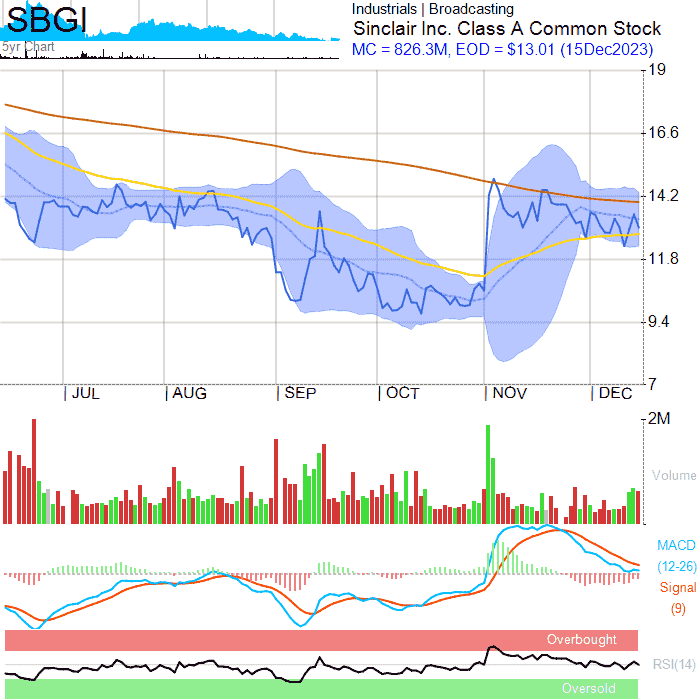 SBGI
5yr Chart
Industrials | Broadcasting
Sinclair Inc. Class A Common Stock
MC = 826.3M, EOD = $13.01 (15Dec2023)
19
16.6
14.2
11.8
9.4
7
JUL AUG SEP OCT NOV DEC
2M
Volume
MACD
(12-26)
Signal
(9)
Overbought
RSI(14)
Oversold